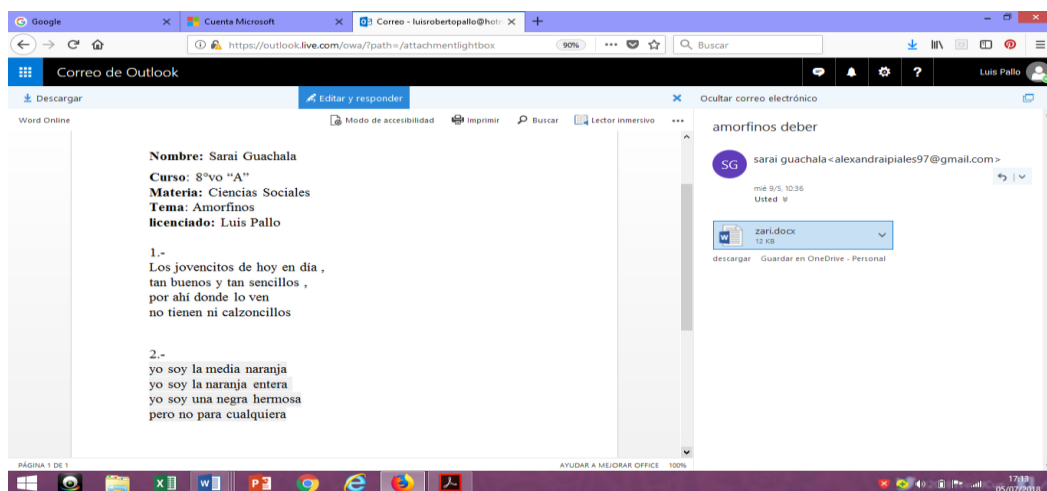 Google
Cuenta Microsoft
Correo - luisrobertopallo@hotm
https://outlook.live.com/owa/?path=/attachmentlightbox
90%
Buscar
Correo de Outlook
Luis Pallo
Descargar
Editar y responder
Ocultar correo electrónico
Word Online
Modo de accesibilidad
Imprimir
Buscar
Lector inmersivo
amorfinos deber
SG
sarai guachala<alexandraipiales97@gmail.com>
mié 9/5, 10:36
Usted
zari.docx
12 KB
descargar Guardar en OneDrive - Personal
Nombre: Sarai Guachala
Curso: 8°vo “A”
Materia: Ciencias Sociales
Tema: Amorfinos
licenciado: Luis Pallo
1.-
Los jovencitos de hoy en día ,
tan buenos y tan sencillos ,
por ahí donde lo ven
no tienen ni calzoncillos
2.-
yo soy la media naranja
yo soy la naranja entera
yo soy una negra hermosa
pero no para cualquiera
PÁGINA 1 DE 1
AYUDAR A MEJORAR OFFICE 100%
17:13
05/07/2018